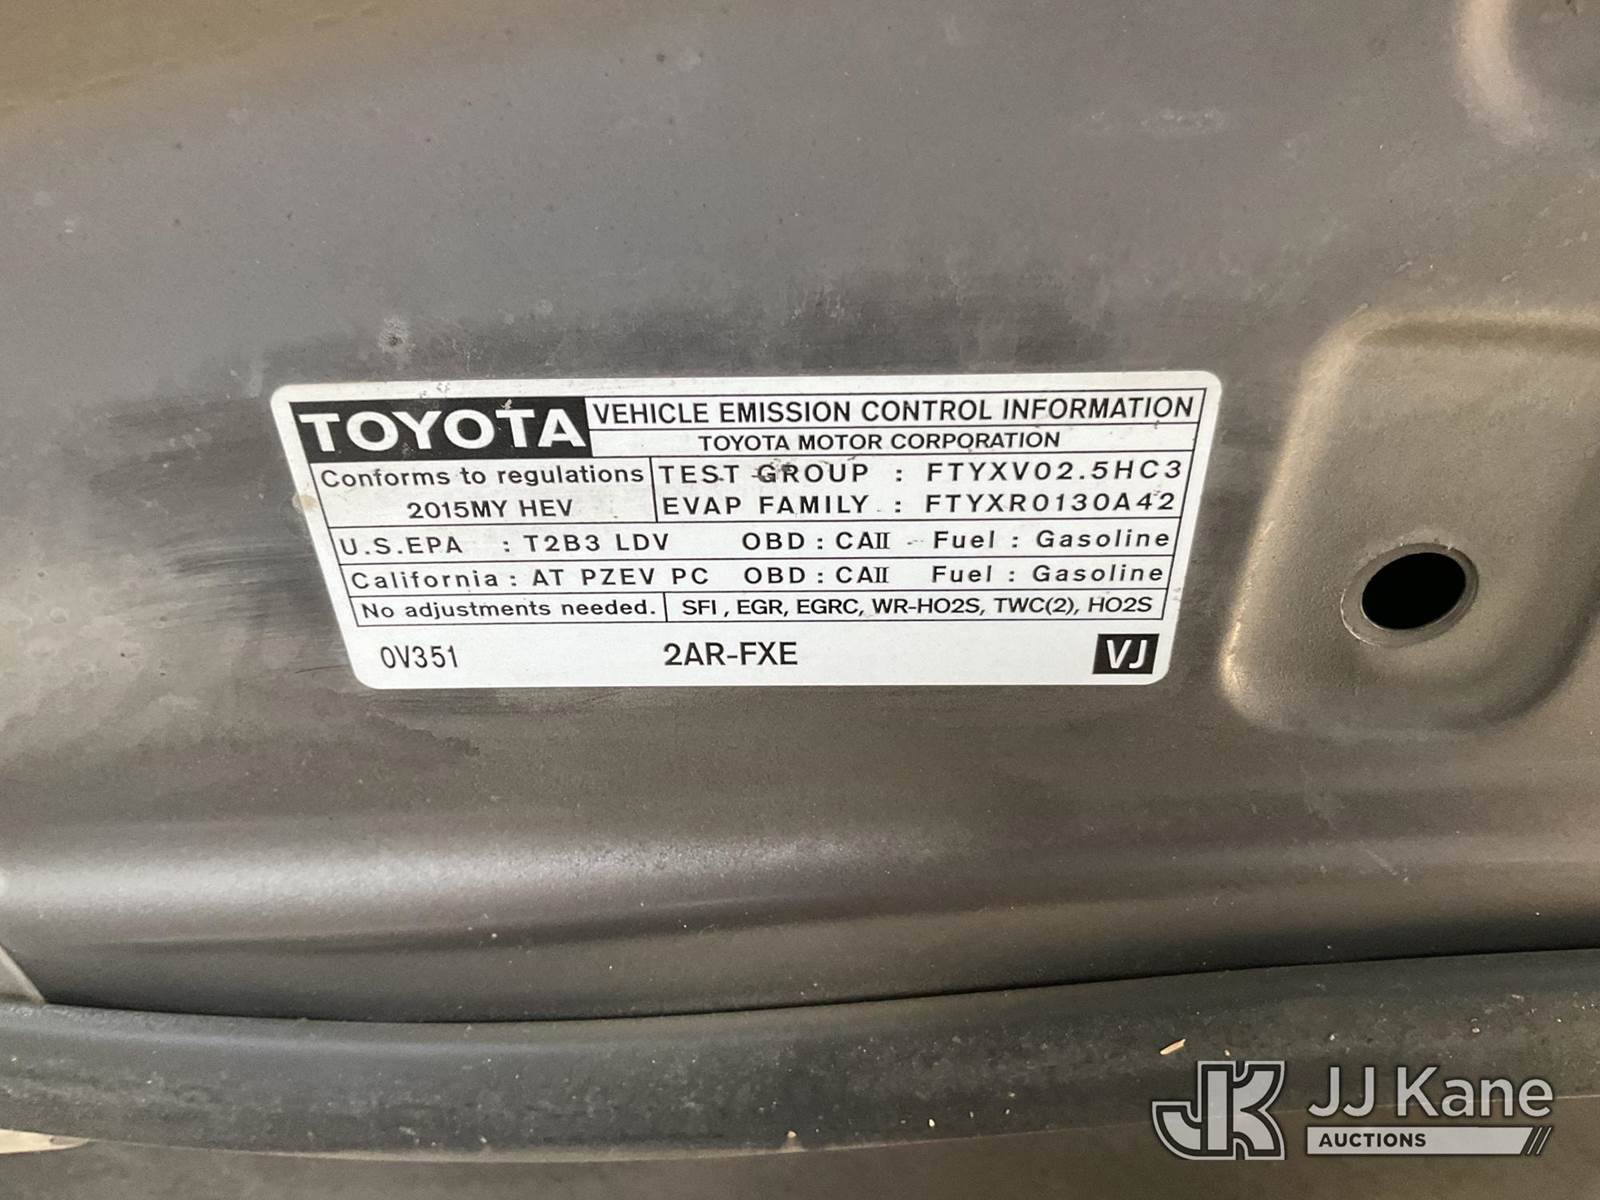 TOYOTA VEHICLE EMISSION CONTROL INFORMATION
TOYOTA MOTOR CORPORATION
Conforms to regulations TEST GROUP : FTYXV02.5HC3
2015MY HEV EVAP FAMILY : FTYXR0130A42
U.S.EPA : T2B3 LDV OBD : CAII Fuel : Gasoline
California : AT PZEV PC OBD : CAII Fuel : Gasoline
No adjustments needed. SFI, EGR, EGRC, WR-HO2S, TWC(2), HO2S
0V351 2AR-FXE VJ
JK JJ Kane
AUCTIONS